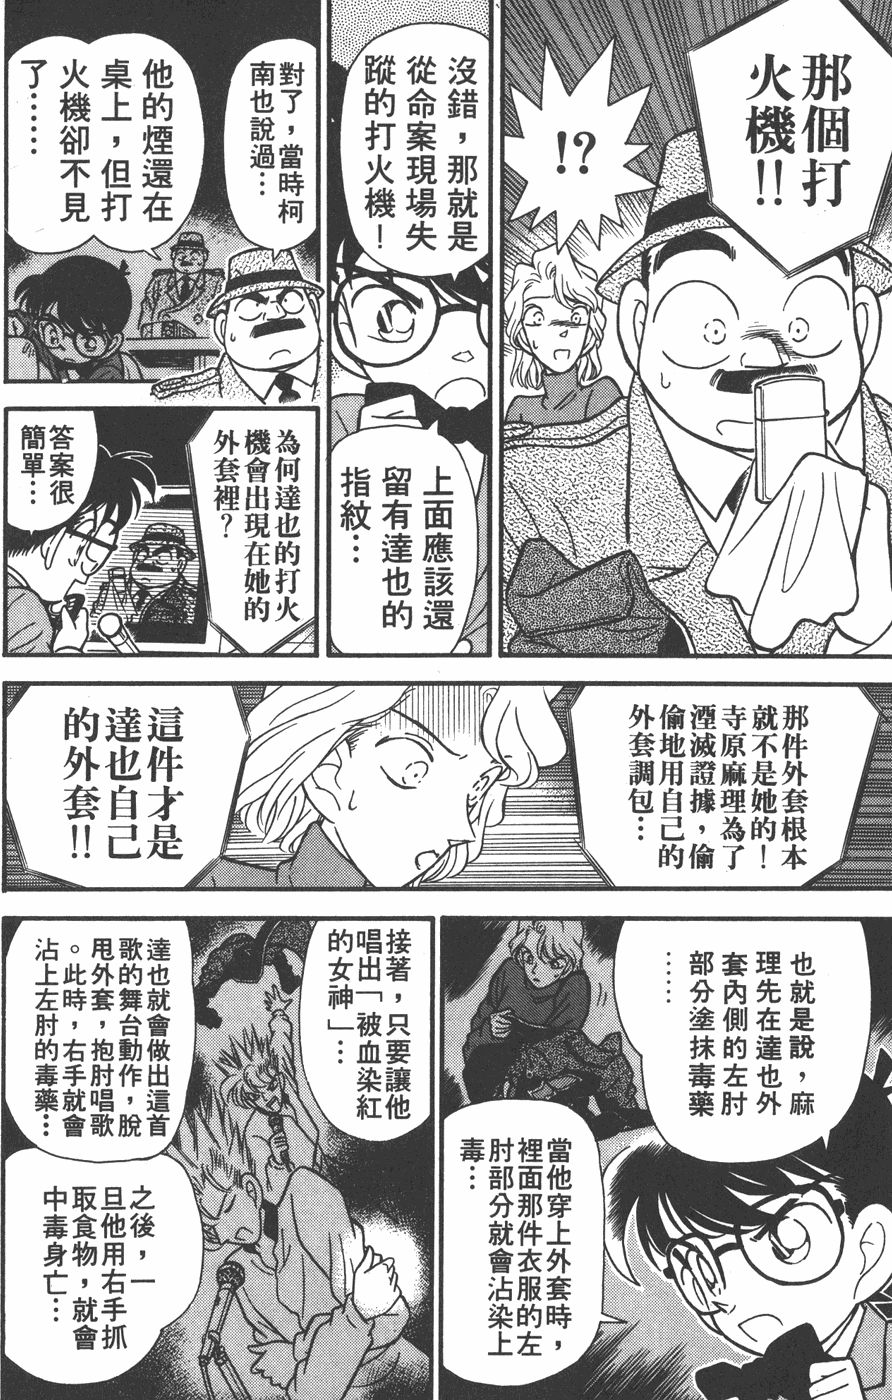 那個打
火機!!
!?
沒錯，那就是
從命案現場失
蹤的打火機！
上面應該還
留有達也的
指紋…
對了，當時柯
南也說過…
他的煙還在
桌上，但打
火機卻不見
了……
為何達也的打火
機會出現在她的
外套裡？
答案很
簡單…
那件外套根本
就不是她的！
寺原麻理為了
湮滅證據，偷
偷地用自己的
外套調包…
這件才是
達也自己
的外套!!
也就是說，麻
理先在達也外
套內側的左肘
部分塗抹毒藥
……
當他穿上外套時，
裡面那件衣服的左
肘部分就會沾染上
毒…
接著，只要讓他
唱出「被血染紅
的女神」…
達也就會做出這首
歌的舞台動作，脫
甩外套，抱肘唱歌
。此時，右手就會
沾上左肘的毒藥…
之後，一
旦他用右手抓
取食物，就會
中毒身亡…